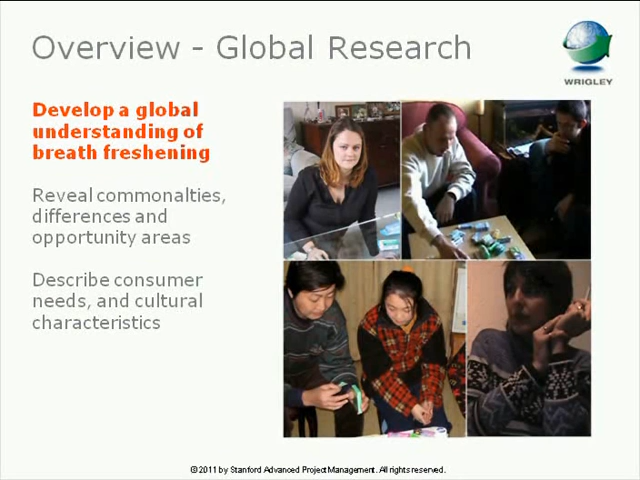 Overview - Global Research
WRIGLEY
Develop a global
understanding of
breath freshening
Reveal commonalties,
differences and
opportunity areas
Describe consumer
needs, and cultural
characteristics
© 2011 by Stanford Advanced Project Management. All rights reserved.